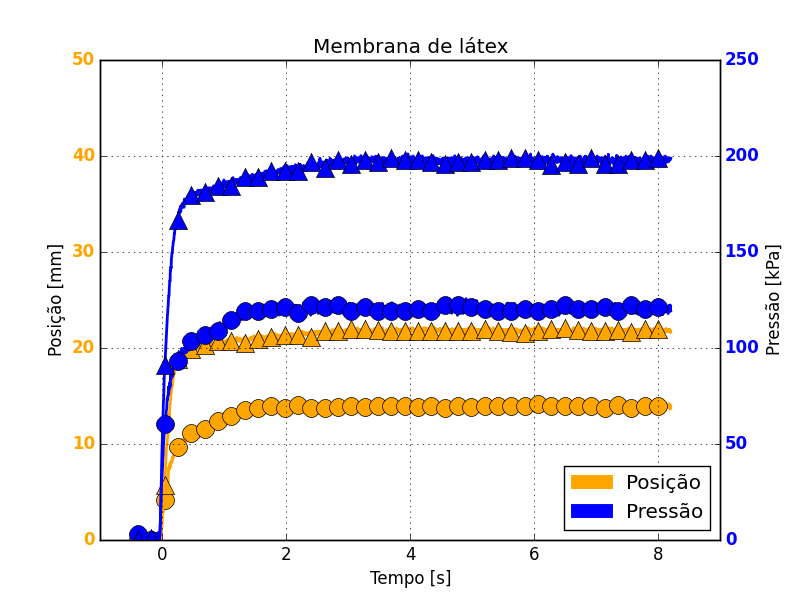 Membrana de látex
50
40
30
20
10
0
Posição [mm]
250
200
150
100
50
0
Pressão [kPa]
0 2 4 6 8
Tempo [s]
Posição
Pressão